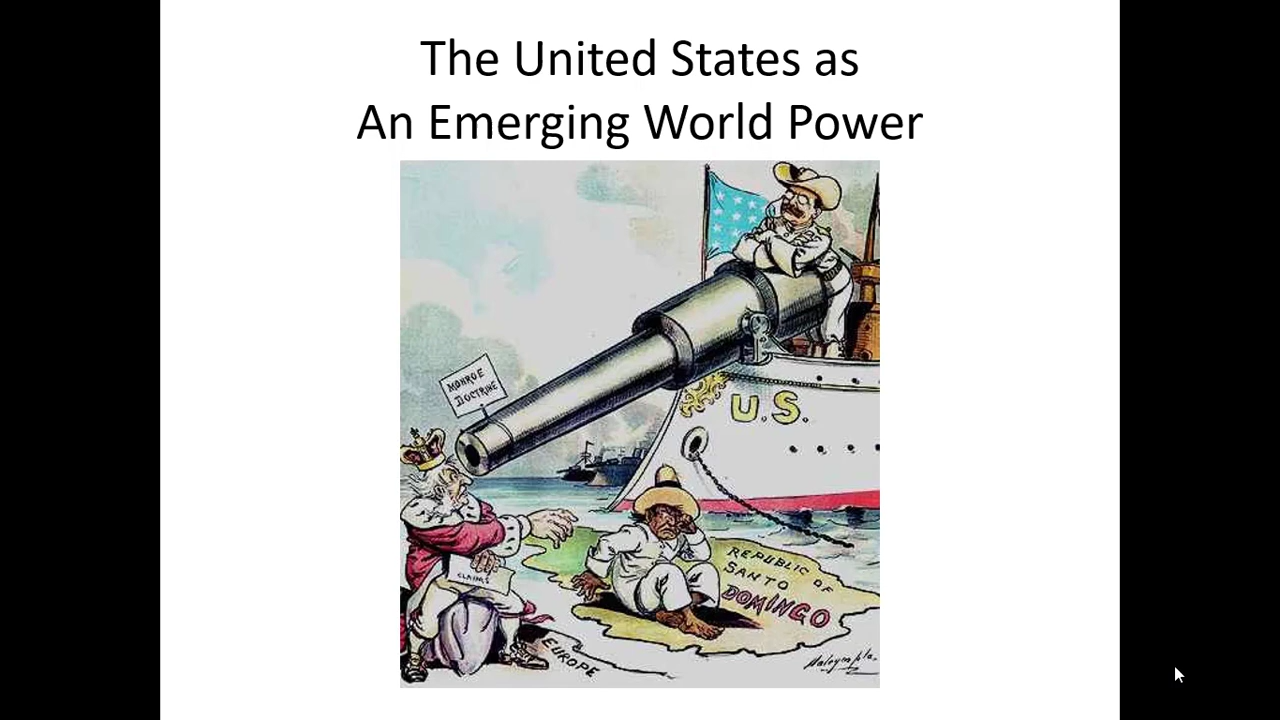 The United States as
An Emerging World Power
MONROE
DOCTRINE
U.S.
CLAIMS
REPUBLIC OF
SANTO
DOMINGO
EUROPE